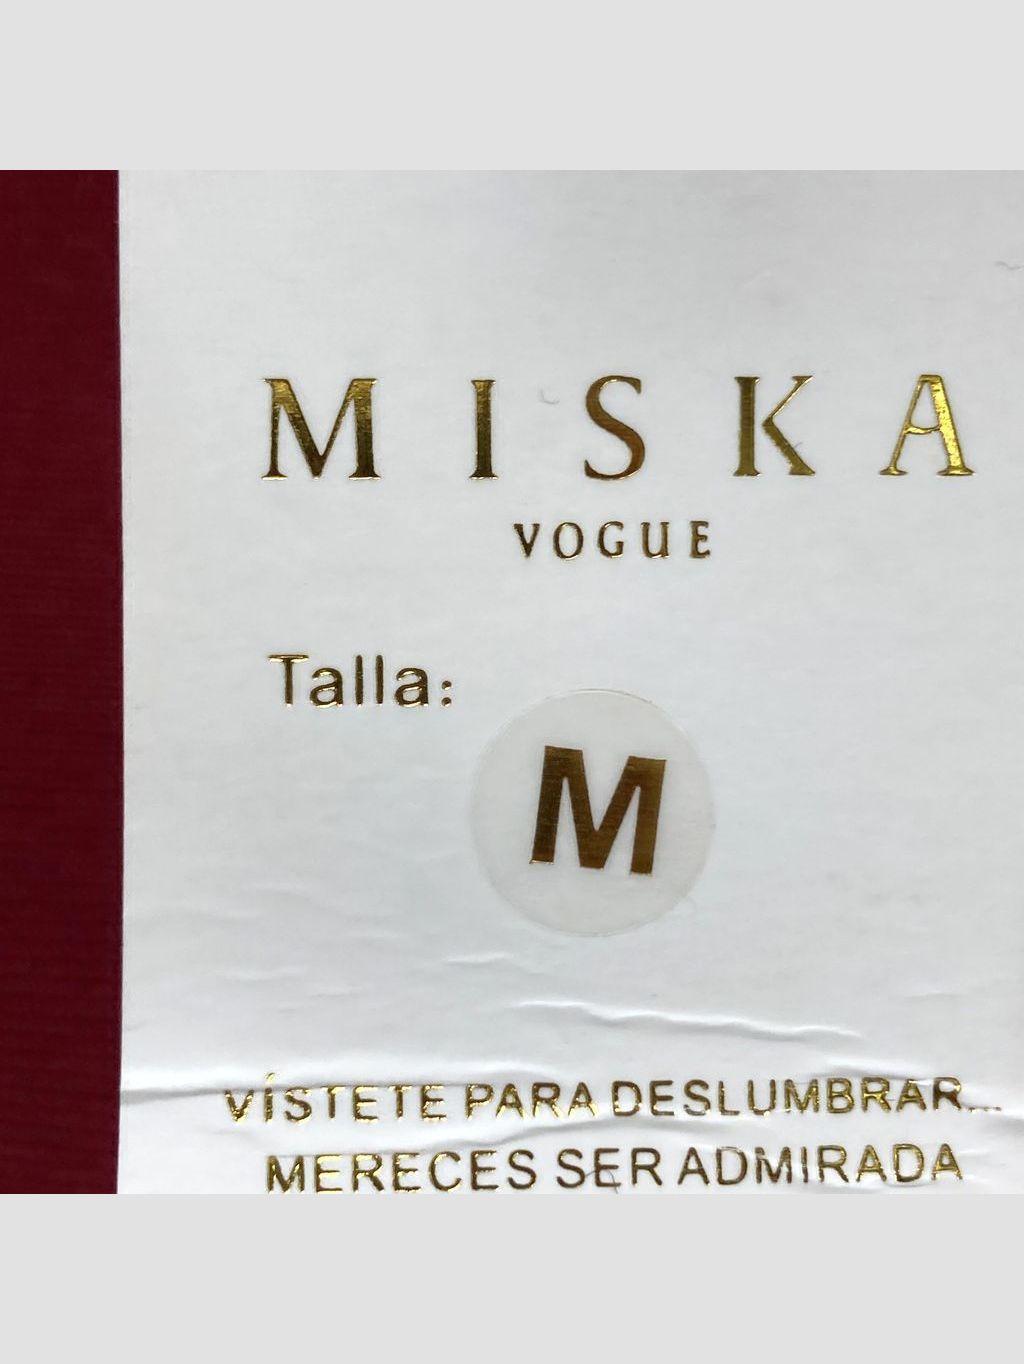 MISKA
VOGUE
Talla:
M
VÍSTETE PARA DESLUMBRAR...
MERECES SER ADMIRADA